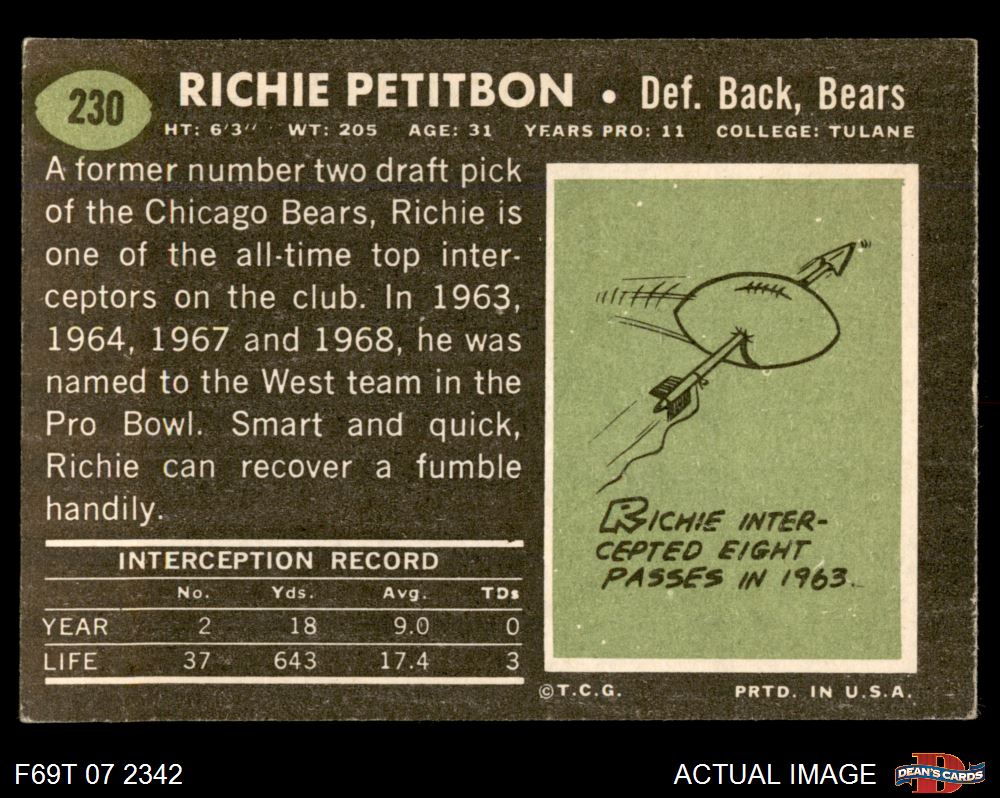 230
RICHIE PETITBON • Def. Back, Bears
HT: 6'3" WT: 205 AGE: 31 YEARS PRO: 11 COLLEGE: TULANE
A former number two draft pick
of the Chicago Bears, Richie is
one of the all-time top inter-
ceptors on the club. In 1963,
1964, 1967 and 1968, he was
named to the West team in the
Pro Bowl. Smart and quick,
Richie can recover a fumble
handily.
INTERCEPTION RECORD
No. Yds. Avg. TDs
YEAR 2 18 9.0 0
LIFE 37 643 17.4 3
RICHIE INTER-
CEPTED EIGHT
PASSES IN 1963.
©T.C.G. PRTD. IN U.S.A.
F69T 07 2342
ACTUAL IMAGE
D
DEAN'S CARDS